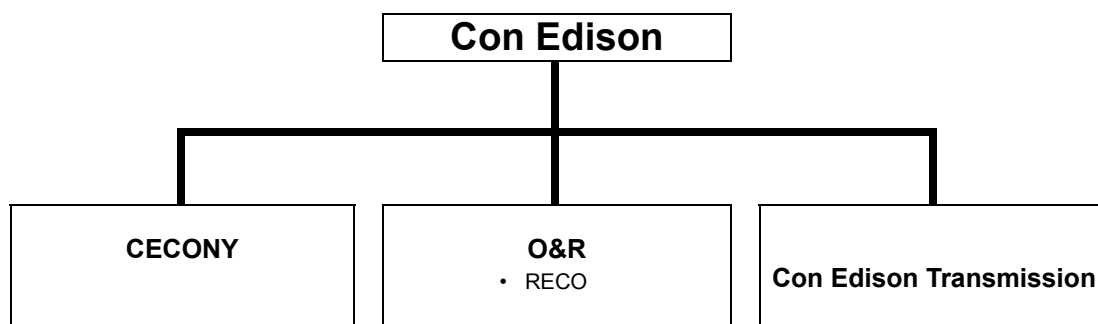 Con Edison
CECONY
O&R
• RECO
Con Edison Transmission